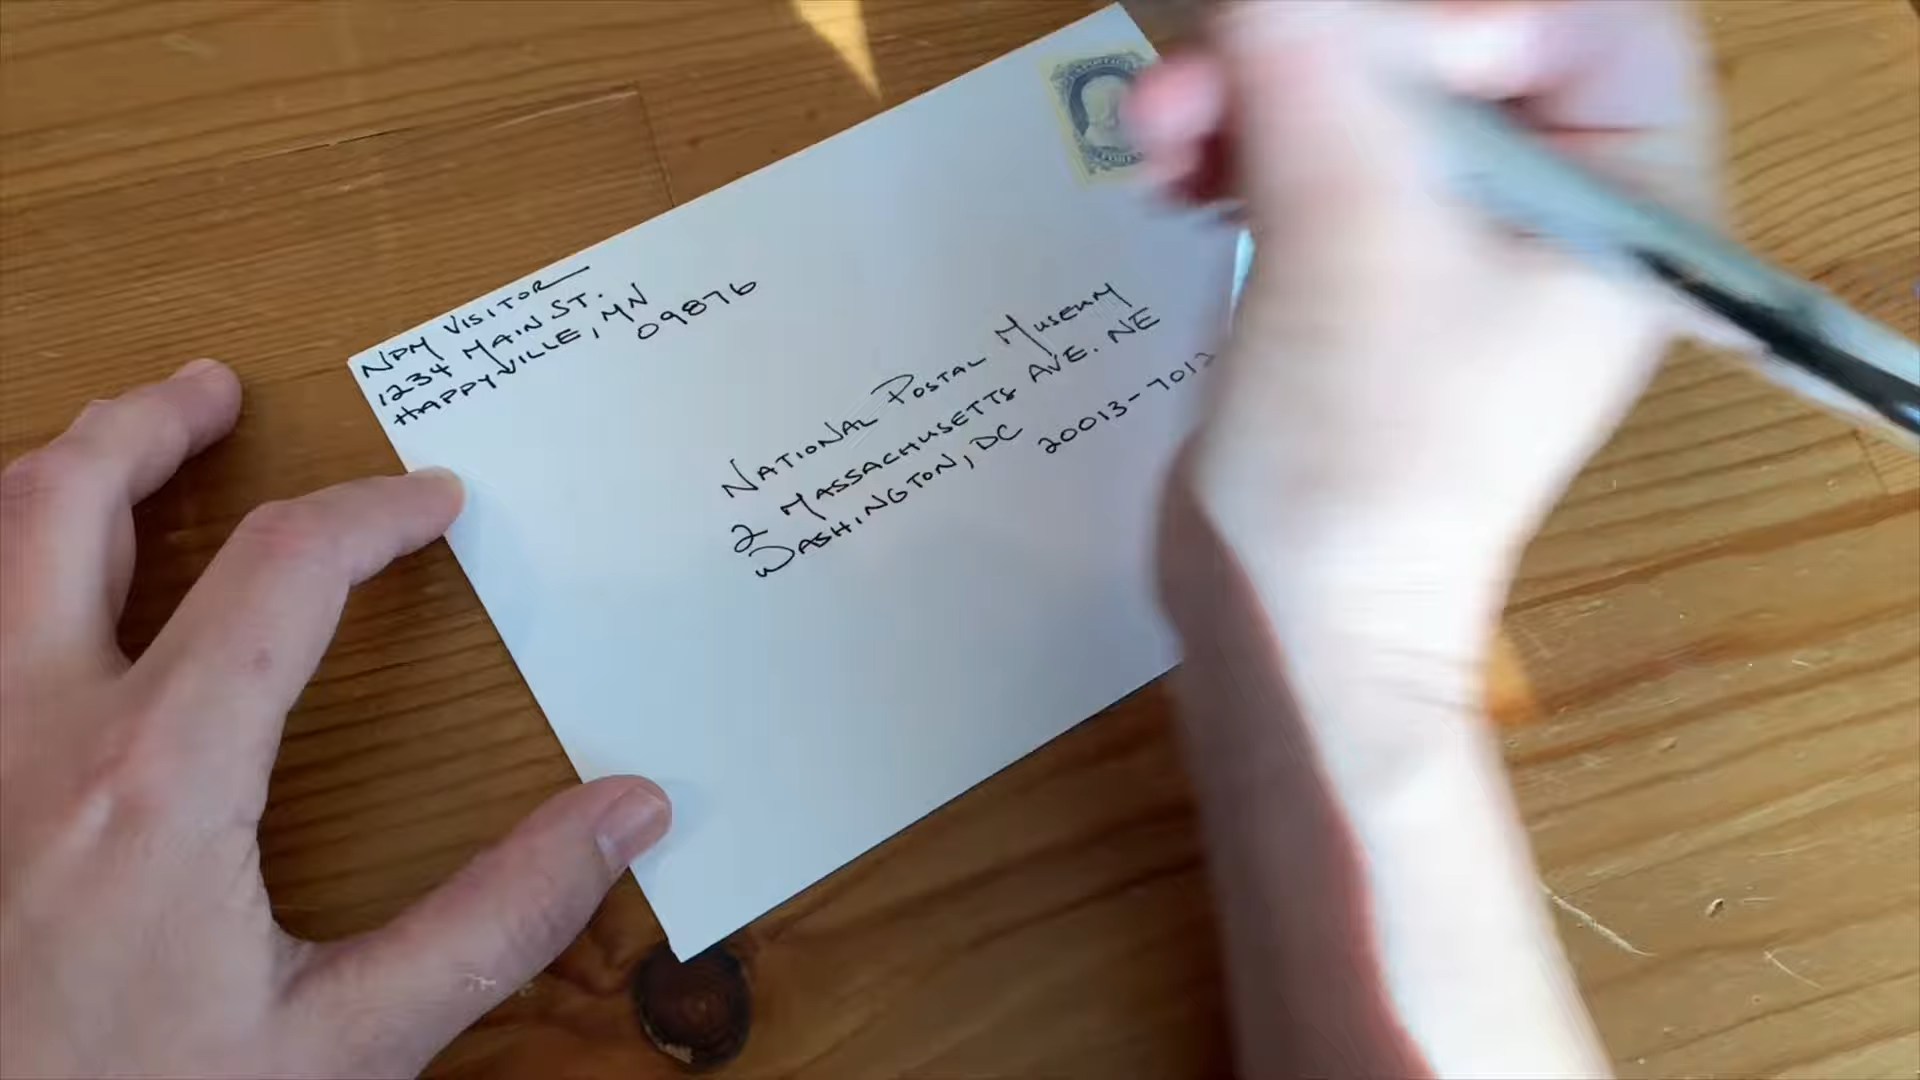 NPM VISITOR
1234 MAIN ST.
HAPPYVILLE, MN
09876
NATIONAL POSTAL MUSEUM
2 MASSACHUSETTS AVE. NE
WASHINGTON, DC 20013-7012